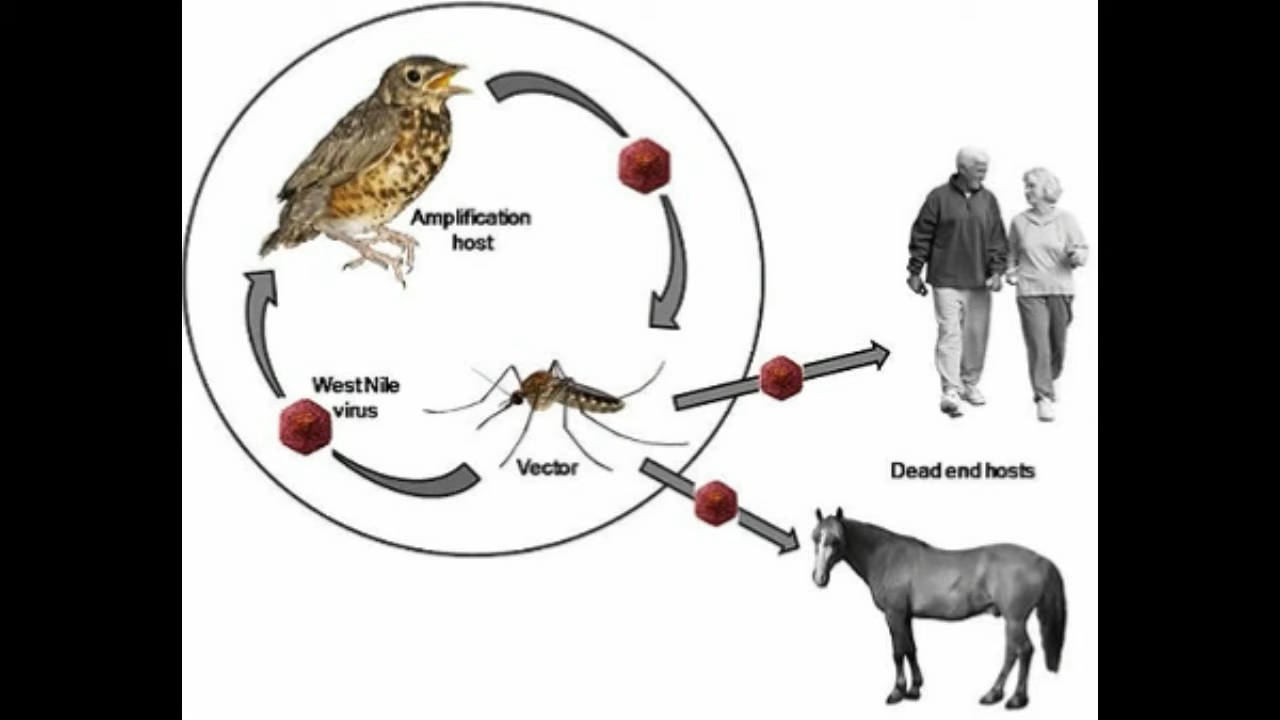 Amplification
host
West Nile
virus
Vector
Dead end hosts